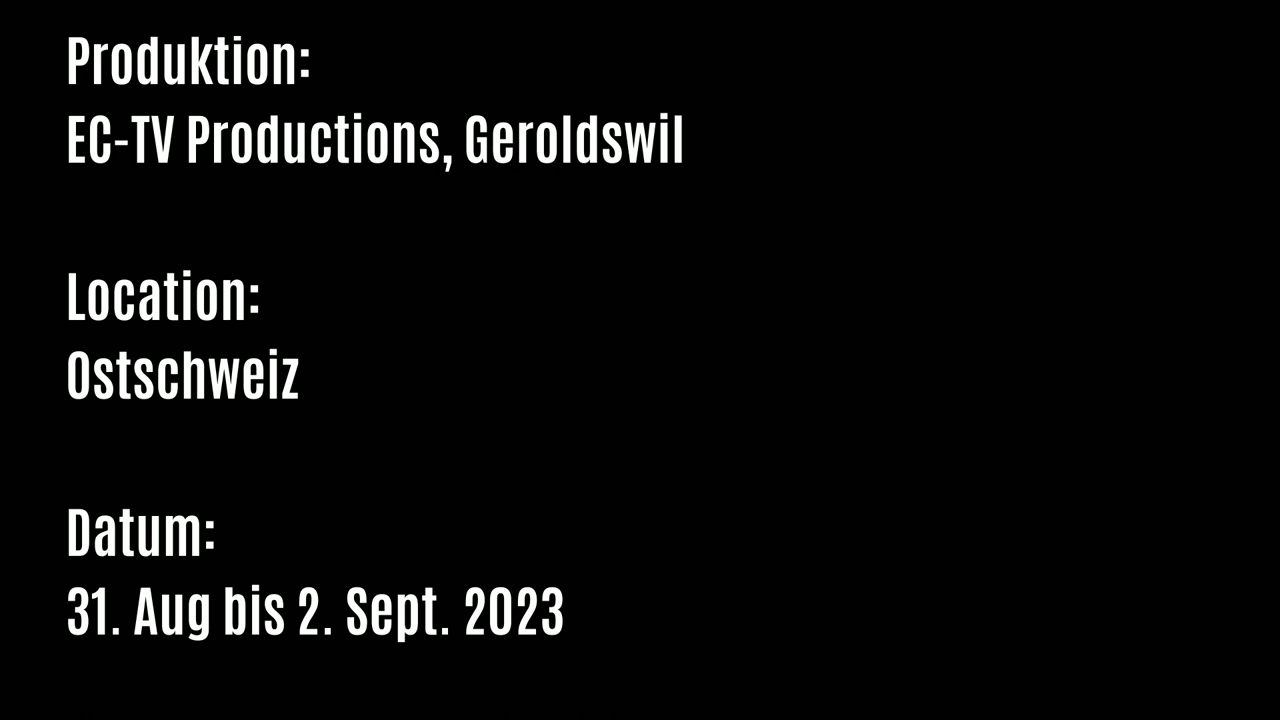 Produktion:
EC-TV Productions, Geroldswil
Location:
Ostschweiz
Datum:
31. Aug bis 2. Sept. 2023